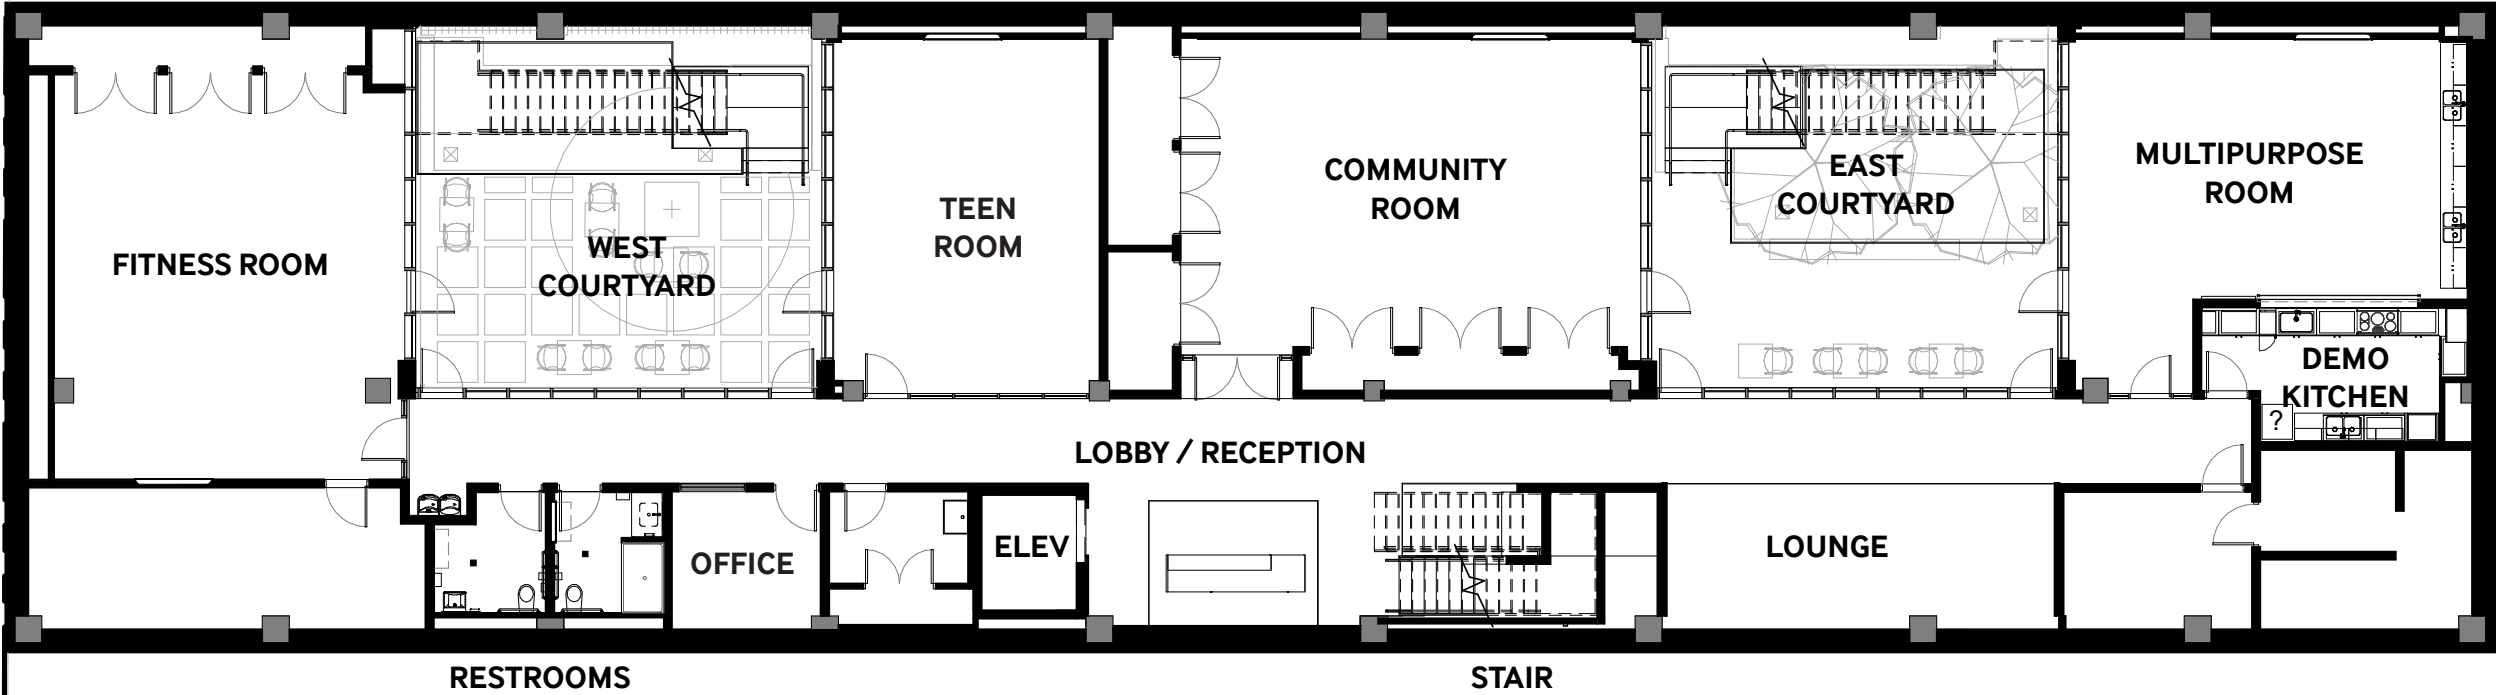 COMMUNITY
ROOM
EAST
COURTYARD
MULTIPURPOSE
ROOM
TEEN
ROOM
FITNESS ROOM
WEST
COURTYARD
DEMO
KITCHEN
?
LOBBY / RECEPTION
OFFICE
ELEV
LOUNGE
RESTROOMS
STAIR